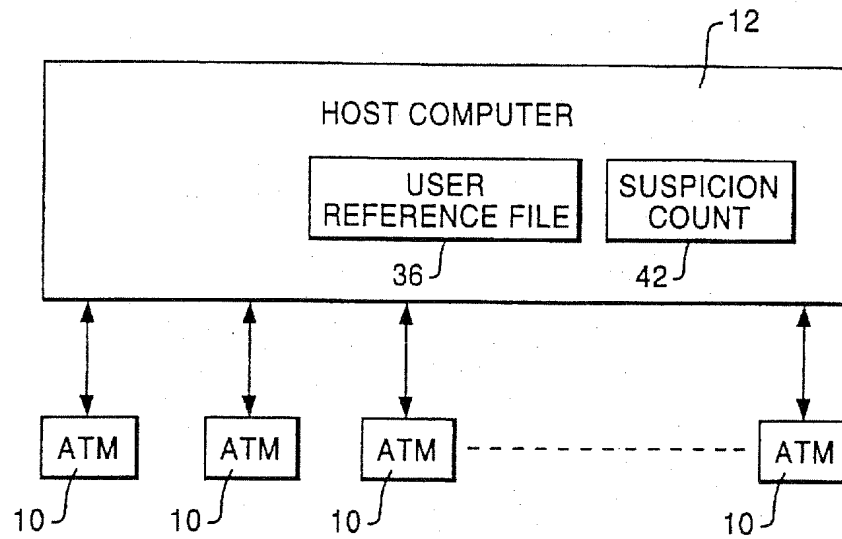 12
HOST COMPUTER
USER
REFERENCE FILE
SUSPICION
COUNT
36
42
ATM
ATM
ATM
ATM
10
10
10
10